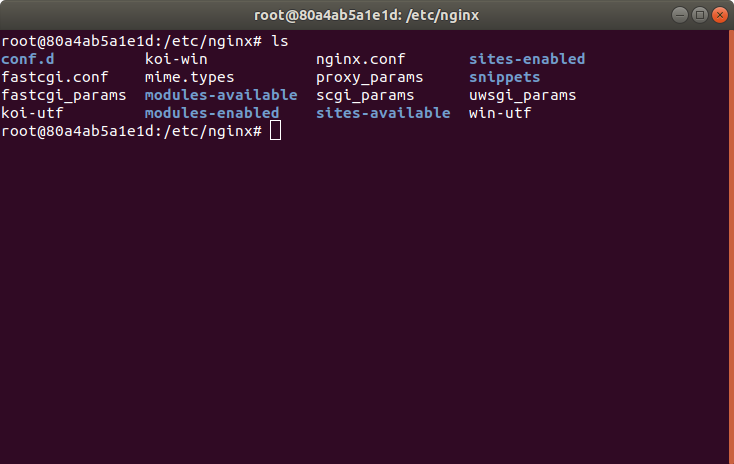 root@80a4ab5a1e1d: /etc/nginx
root@80a4ab5a1e1d:/etc/nginx# ls
conf.d koi-win nginx.conf sites-enabled
fastcgi.conf mime.types proxy_params snippets
fastcgi_params modules-available scgi_params uwsgi_params
koi-utf modules-enabled sites-available win-utf
root@80a4ab5a1e1d:/etc/nginx#